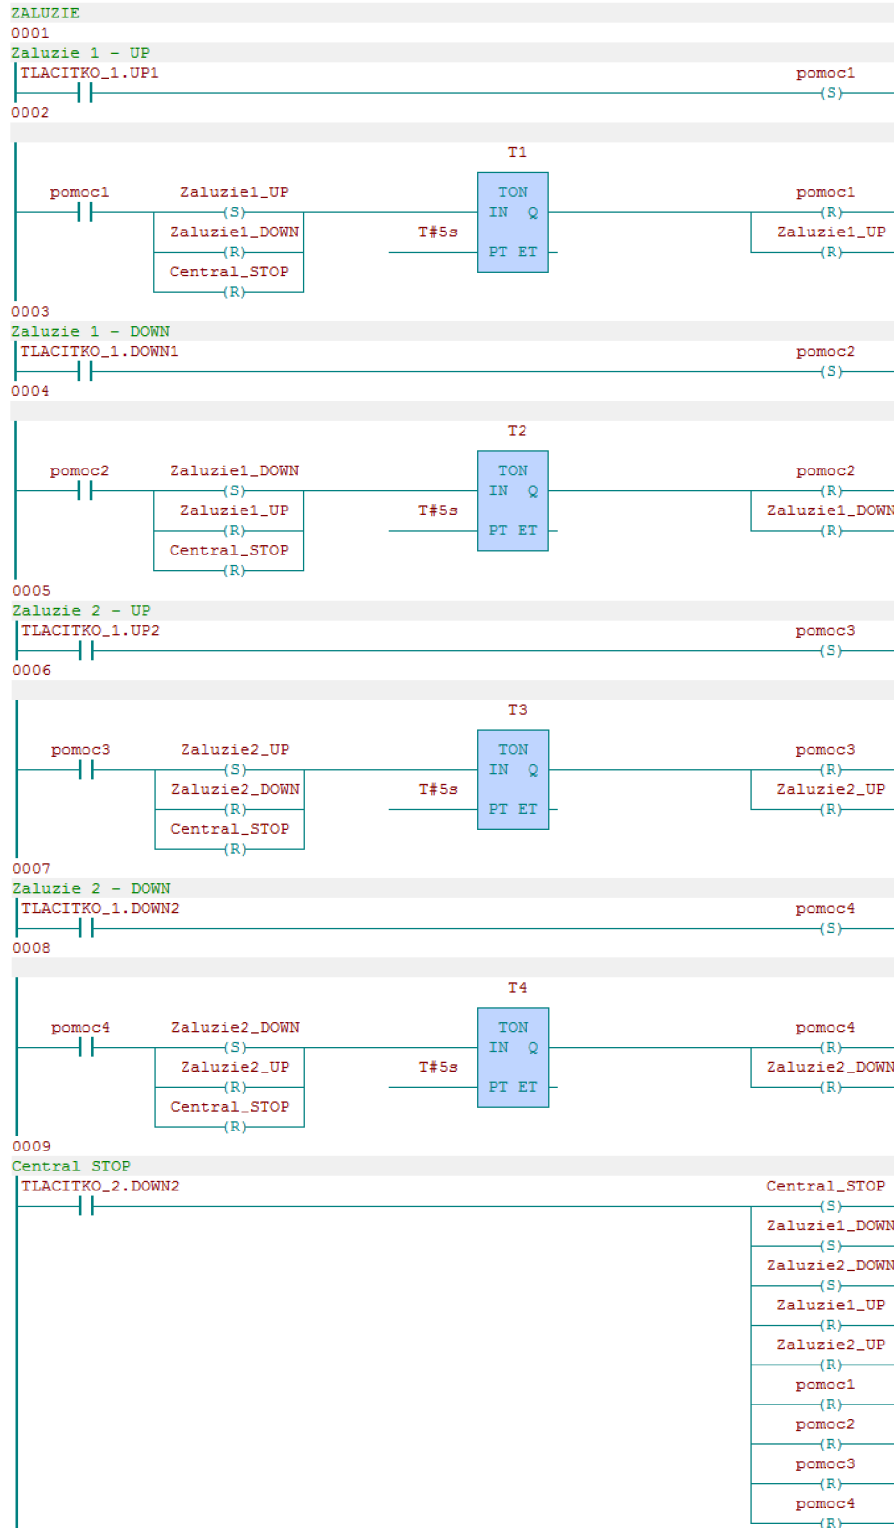 ZALUZIE
0001
Zaluzie 1 - UP
TLACITKO_1.UP1 pomoc1
(S)
0002
T1
pomoc1 Zaluzie1_UP TON pomoc1
(S) IN Q (R)
Zaluzie1_DOWN T#5s Zaluzie1_UP
(R) PT ET (R)
Central_STOP
(R)
0003
Zaluzie 1 - DOWN
TLACITKO_1.DOWN1 pomoc2
(S)
0004
T2
pomoc2 Zaluzie1_DOWN TON pomoc2
(S) IN Q (R)
Zaluzie1_UP T#5s Zaluzie1_DOWN
(R) PT ET (R)
Central_STOP
(R)
0005
Zaluzie 2 - UP
TLACITKO_1.UP2 pomoc3
(S)
0006
T3
pomoc3 Zaluzie2_UP TON pomoc3
(S) IN Q (R)
Zaluzie2_DOWN T#5s Zaluzie2_UP
(R) PT ET (R)
Central_STOP
(R)
0007
Zaluzie 2 - DOWN
TLACITKO_1.DOWN2 pomoc4
(S)
0008
T4
pomoc4 Zaluzie2_DOWN TON pomoc4
(S) IN Q (R)
Zaluzie2_UP T#5s Zaluzie2_DOWN
(R) PT ET (R)
Central_STOP
(R)
0009
Central STOP
TLACITKO_2.DOWN2 Central_STOP
(S)
Zaluzie1_DOWN
(S)
Zaluzie2_DOWN
(S)
Zaluzie1_UP
(R)
Zaluzie2_UP
(R)
pomoc1
(R)
pomoc2
(R)
pomoc3
(R)
pomoc4
(R)